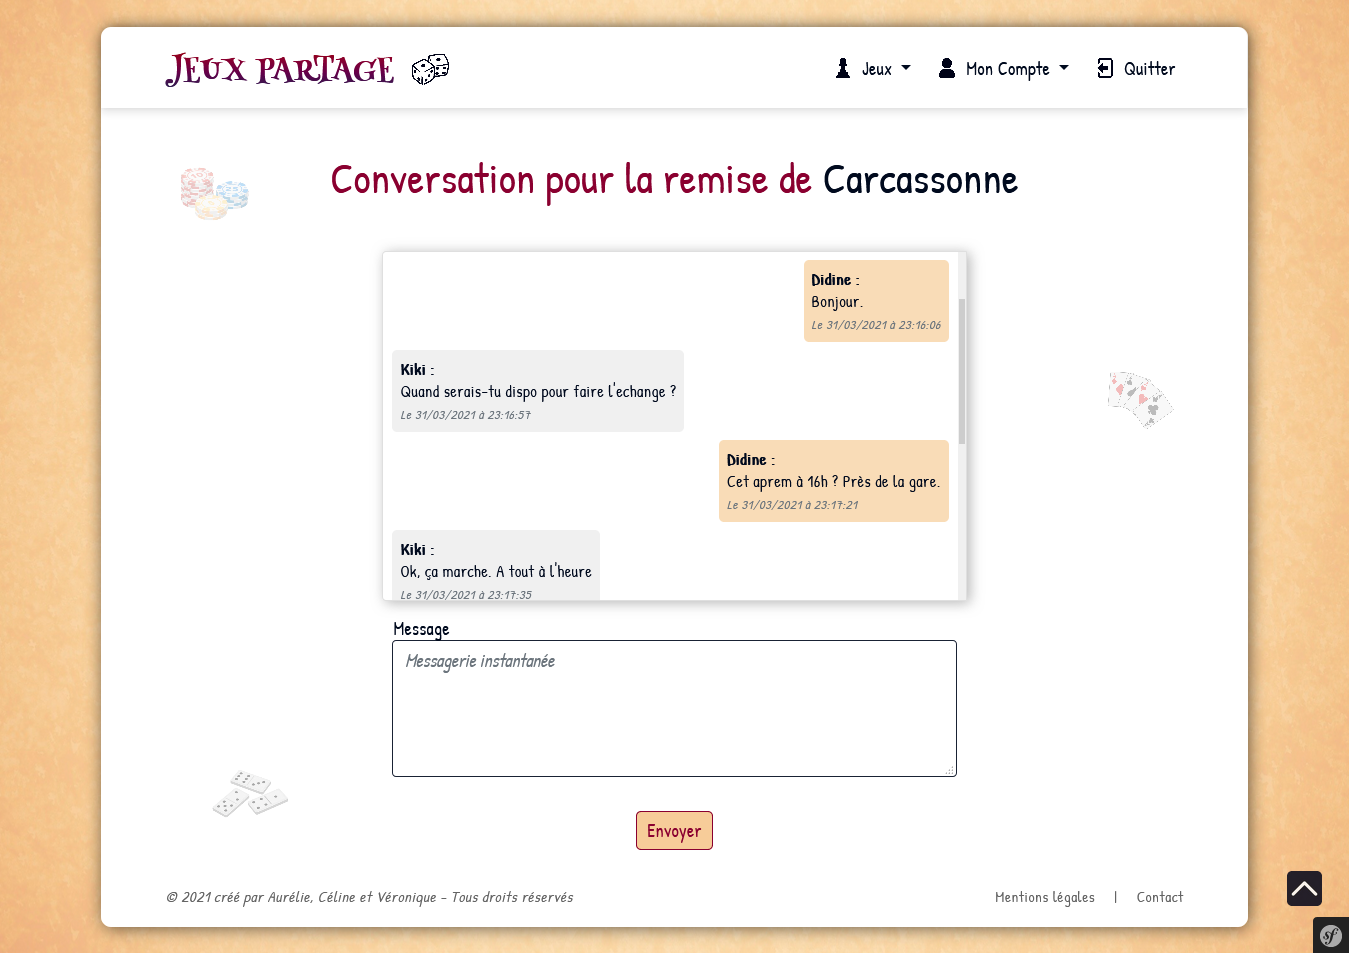 JEUX PARTAGE
Jeux
Mon Compte
Quitter
Conversation pour la remise de Carcassonne
Didine :
Bonjour.
Le 31/03/2021 à 23:16:06
Kiki :
Quand serais-tu dispo pour faire l'echange ?
Le 31/03/2021 à 23:16:57
Didine :
Cet aprem à 16h ? Près de la gare.
Le 31/03/2021 à 23:17:21
Kiki :
Ok, ça marche. A tout à l'heure
Le 31/03/2021 à 23:17:35
Message
Messagerie instantanée
Envoyer
© 2021 créé par Aurélie, Céline et Véronique - Tous droits réservés
Mentions légales | Contact
sf